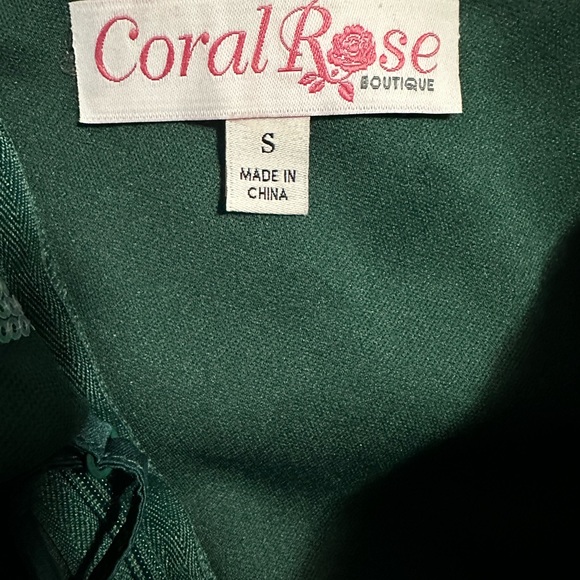 Coral Rose
BOUTIQUE
S
MADE IN
CHINA